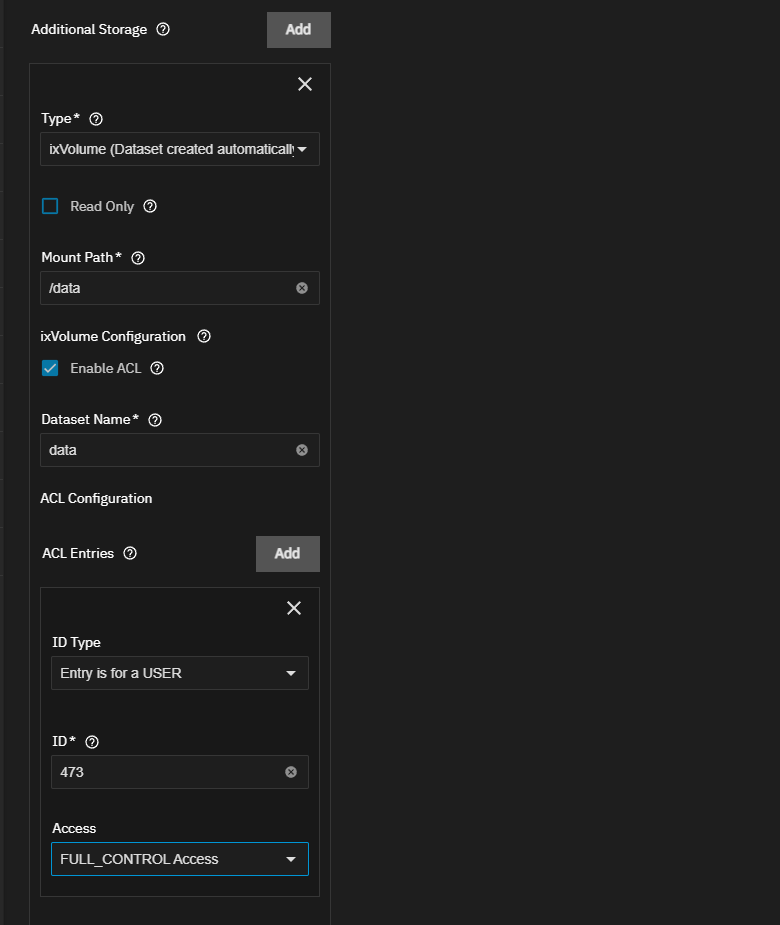 Additional Storage
Add
Type*
ixVolume (Dataset created automatically
Read Only
Mount Path*
/data
ixVolume Configuration
Enable ACL
Dataset Name*
data
ACL Configuration
ACL Entries
Add
ID Type
Entry is for a USER
ID*
473
Access
FULL_CONTROL Access